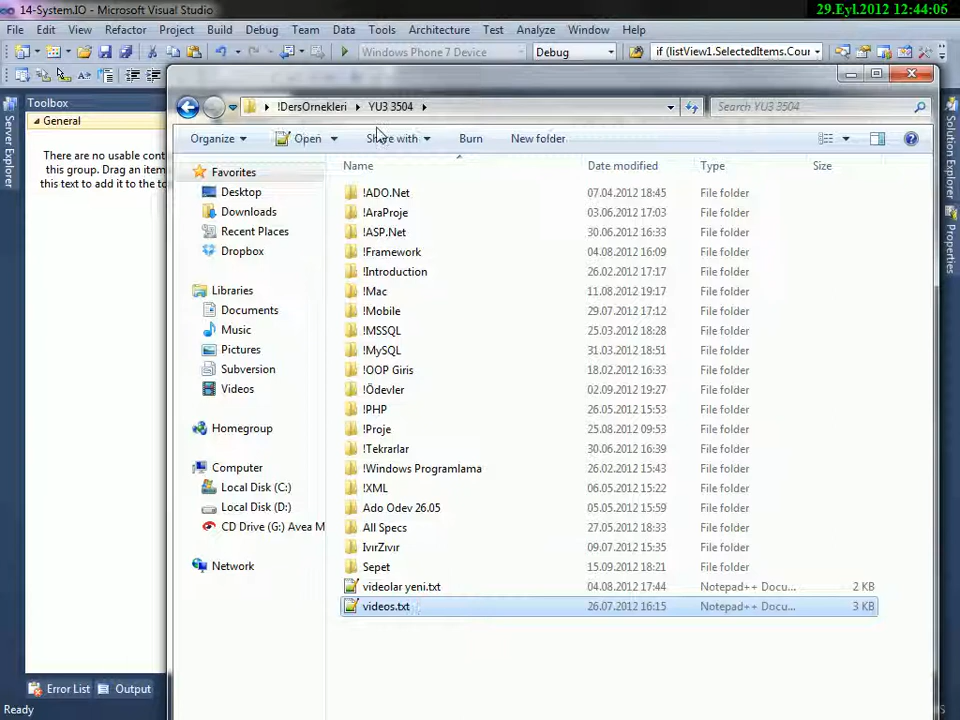 14-System.IO - Microsoft Visual Studio
29.Eyl.2012 12:44:05
File Edit View Refactor Project Build Debug Team Data Tools Architecture Test Analyze Window Help
Windows Phone 7 Device Debug if (listView1.SelectedItems.Cour
Toolbox
General
There are no usable cont
this group. Drag an item
this text to add it to the to
Server Explorer
Solution Explorer
Properties
!DersOrnekleri YU3 3504
Search YU3 3504
Organize Open Share with Burn New folder
Favorites
Desktop
Downloads
Recent Places
Dropbox
Libraries
Documents
Music
Pictures
Subversion
Videos
Homegroup
Computer
Local Disk (C:)
Local Disk (D:)
CD Drive (G:) Avea M
Network
Name Date modified Type Size
!ADO.Net 07.04.2012 18:45 File folder
!AraProje 03.06.2012 17:03 File folder
!ASP.Net 30.06.2012 16:33 File folder
!Framework 04.08.2012 16:09 File folder
!Introduction 26.02.2012 17:17 File folder
!Mac 11.08.2012 19:17 File folder
!Mobile 29.07.2012 17:12 File folder
!MSSQL 25.03.2012 18:28 File folder
!MySQL 31.03.2012 18:51 File folder
!OOP Giris 18.02.2012 16:33 File folder
!Ödevler 02.09.2012 19:27 File folder
!PHP 26.05.2012 15:53 File folder
!Proje 25.08.2012 09:53 File folder
!Tekrarlar 30.06.2012 16:39 File folder
!Windows Programlama 26.02.2012 15:43 File folder
!XML 06.05.2012 15:22 File folder
Ado Odev 26.05 05.05.2012 15:59 File folder
All Specs 27.05.2012 18:33 File folder
IvırZıvır 09.07.2012 15:35 File folder
Sepet 15.09.2012 18:21 File folder
videolar yeni.txt 04.08.2012 17:44 Notepad++ Docu... 2 KB
videos.txt 26.07.2012 16:15 Notepad++ Docu... 3 KB
Error List Output
Ready